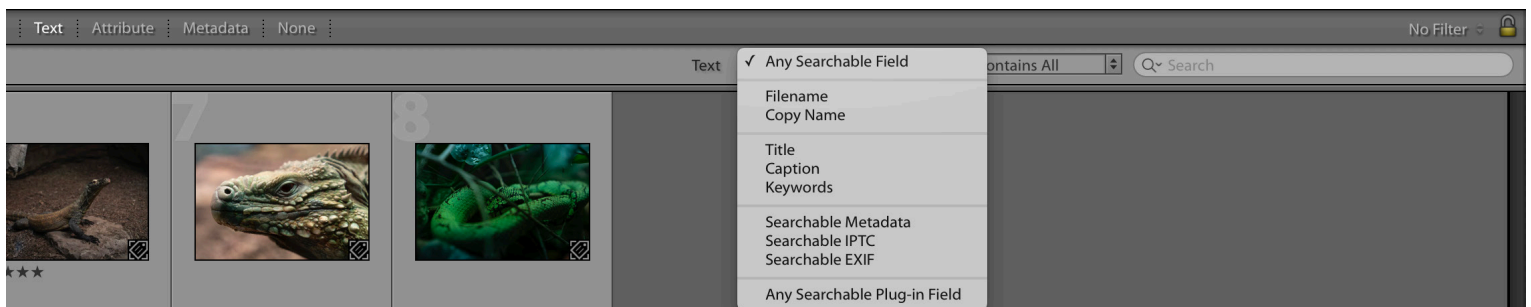 Text Attribute Metadata None No Filter
Text Any Searchable Field ontains All Search
Filename
Copy Name
Title
Caption
Keywords
Searchable Metadata
Searchable IPTC
Searchable EXIF
Any Searchable Plug-in Field
7 8
★★★